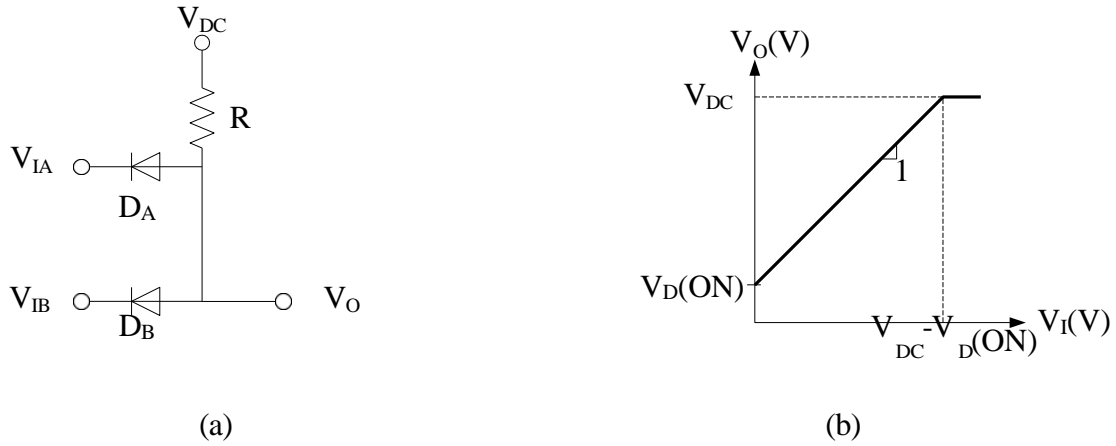 V_DC
R
V_IA
D_A
V_IB
D_B
V_O
(a)
V_O(V)
V_DC
1
V_D(ON)
V_DC-V_D(ON)
V_I(V)
(b)